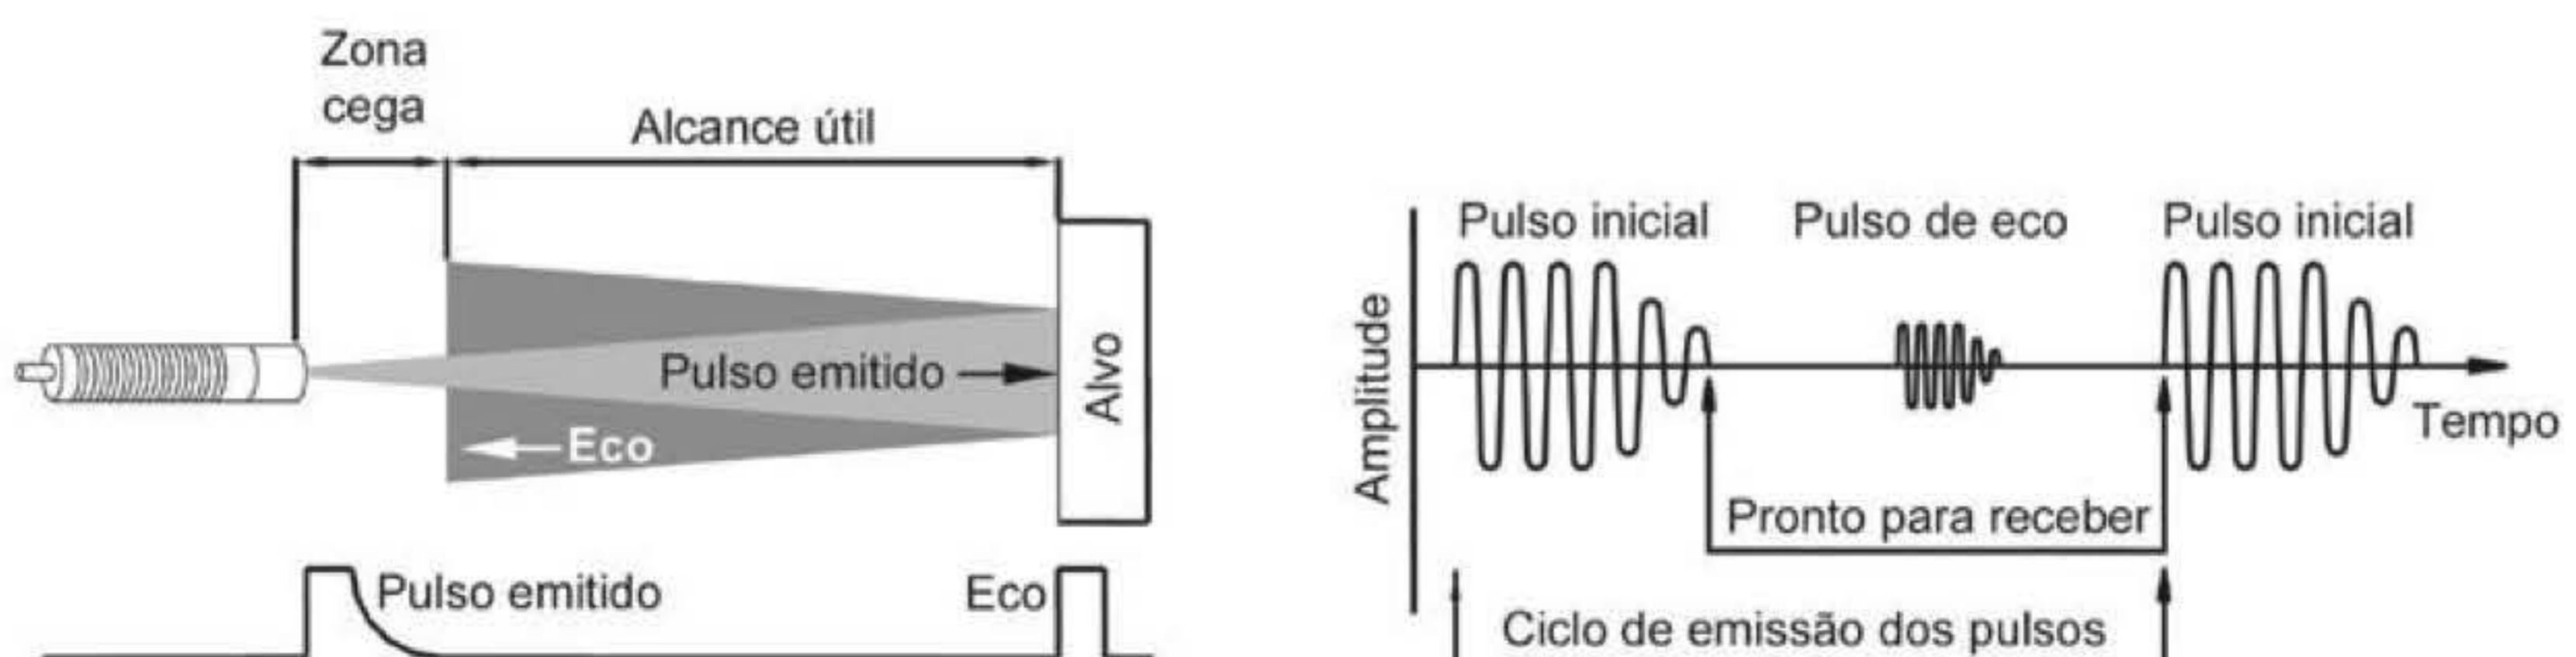 Zona
cega
Alcance útil
Pulso emitido
Alvo
Eco
Pulso emitido
Eco
Pulso inicial
Pulso de eco
Pulso inicial
Amplitude
Tempo
Pronto para receber
Ciclo de emissão dos pulsos